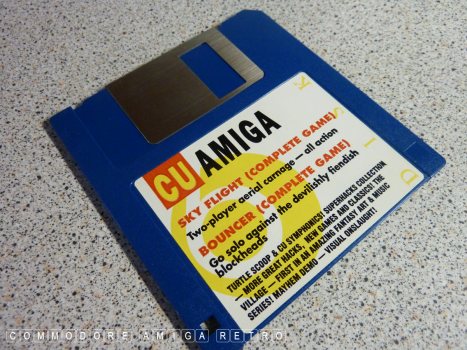 CU AMIGA
SKY FLIGHT (COMPLETE GAME)
Two-player aerial carnage — all action
BOUNCER (COMPLETE GAME)
Go solo against the devilishly fiendish
blockheads
TURTLE SCOOP & CU SYMPHONICS! SUPERHACKS COLLECTION
— MORE GREAT HACKS, NEW GAMES AND CLASSICS! THE
VILLAGE — FIRST IN AN AMAZING FANTASY ART & MUSIC
SERIES! MAYHEM DEMO — VISUAL ONSLAUGHT!
COMMODORE AMIGA RETRO